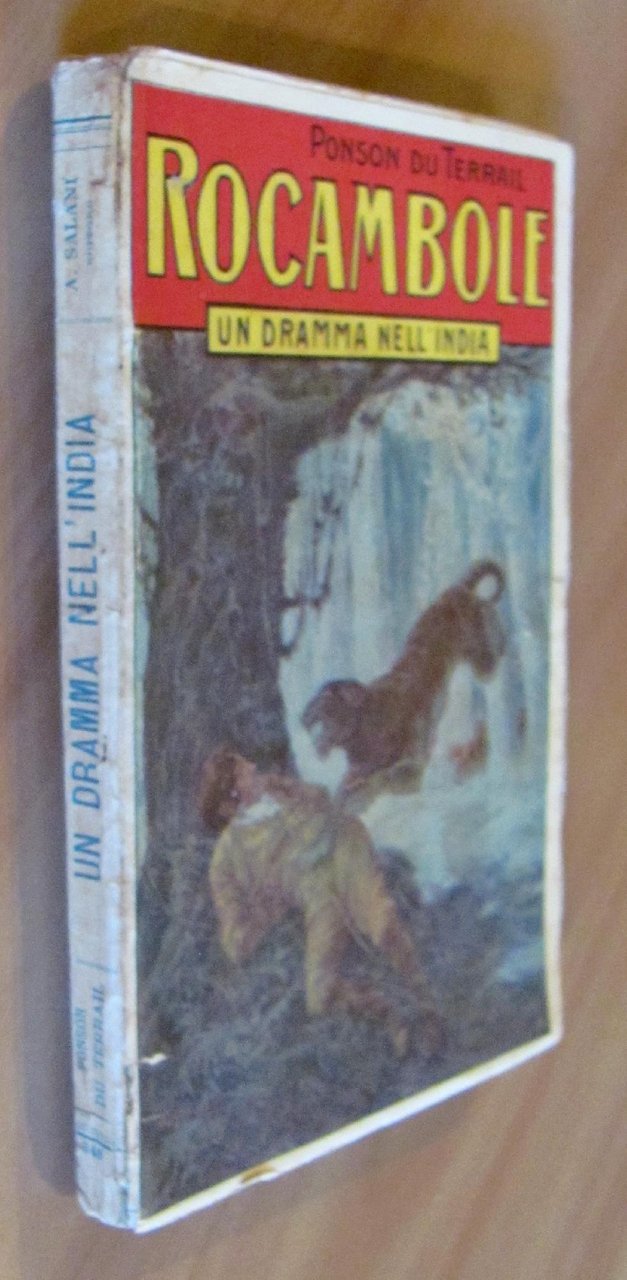 PONSON DU TERRAIL
ROCAMBOLE
UN DRAMMA NELL'INDIA
A. SALANI
UN DRAMMA NELL'INDIA
PONSON
DU TERRAIL